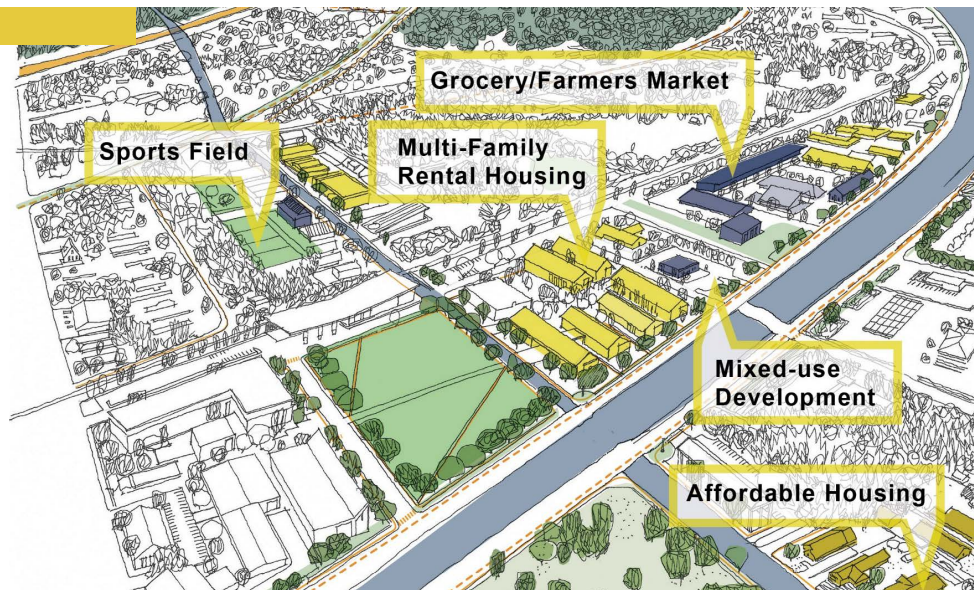 Grocery/Farmers Market
Sports Field
Multi-Family
Rental Housing
Mixed-use
Development
Affordable Housing